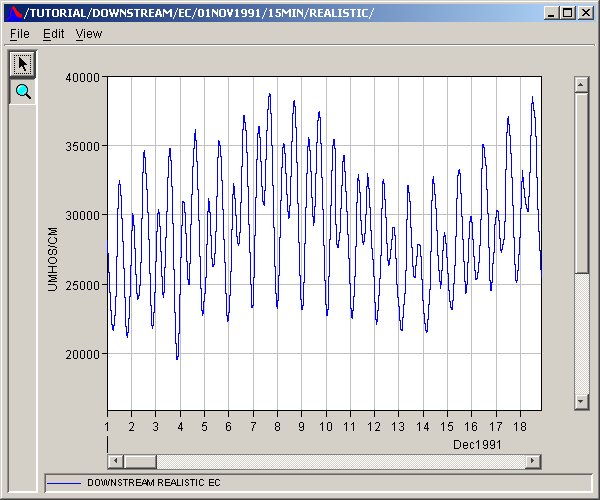 /TUTORIAL/DOWNSTREAM/EC/01NOV1991/15MIN/REALISTIC/
File Edit View
40000
35000
30000
25000
20000
UMHOS/CM
1 2 3 4 5 6 7 8 9 10 11 12 13 14 15 16 17 18
Dec1991
DOWNSTREAM REALISTIC EC